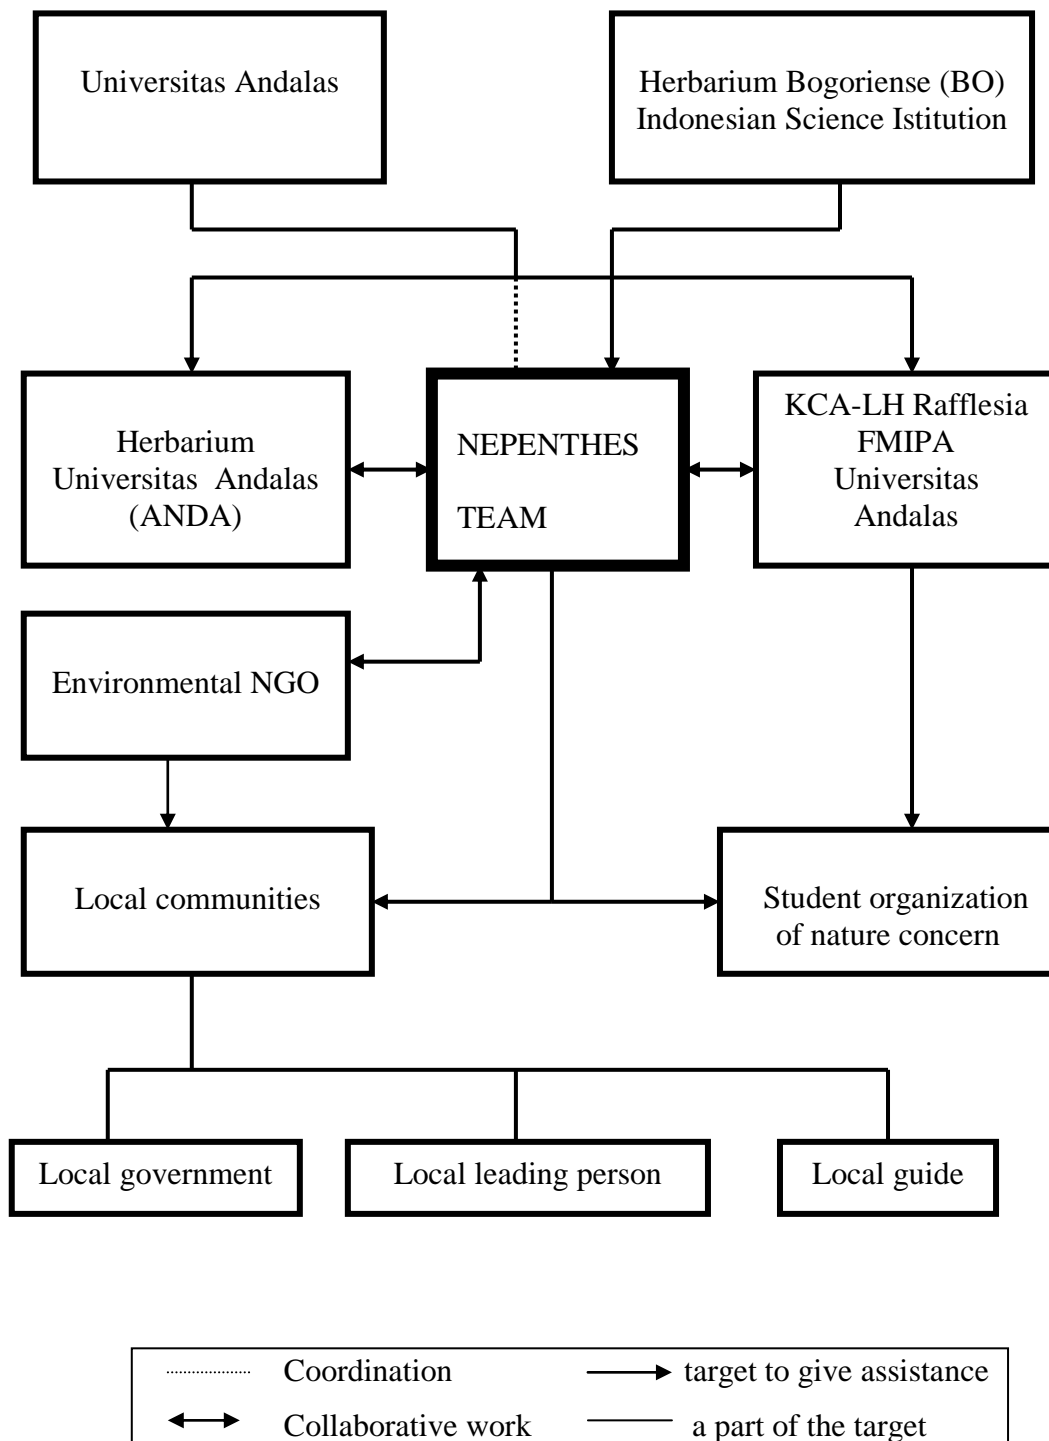 Universitas Andalas
Herbarium Bogoriense (BO)
Indonesian Science Istitution
Herbarium
Universitas Andalas
(ANDA)
NEPENTHES
TEAM
KCA-LH Rafflesia
FMIPA
Universitas
Andalas
Environmental NGO
Local communities
Student organization
of nature concern
Local government
Local leading person
Local guide
Coordination
target to give assistance
Collaborative work
a part of the target